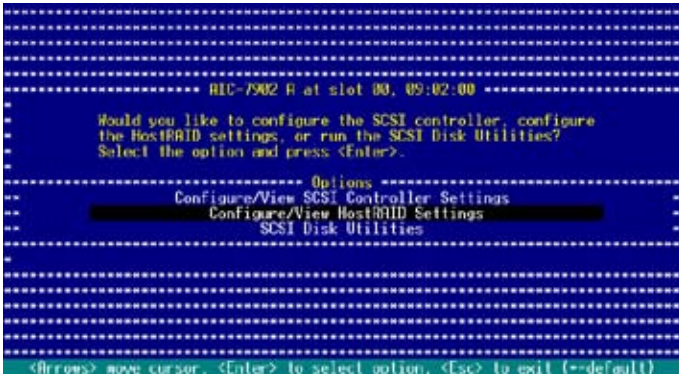 AIC-7902 A at slot 00, 09:02:00
Would you like to configure the SCSI controller, configure
the HostRAID settings, or run the SCSI Disk Utilities?
Select the option and press <Enter>.
Options
Configure/View SCSI Controller Settings
Configure/View HostRAID Settings
SCSI Disk Utilities
<Arrows> move cursor, <Enter> to select option, <Esc> to exit (*=default)